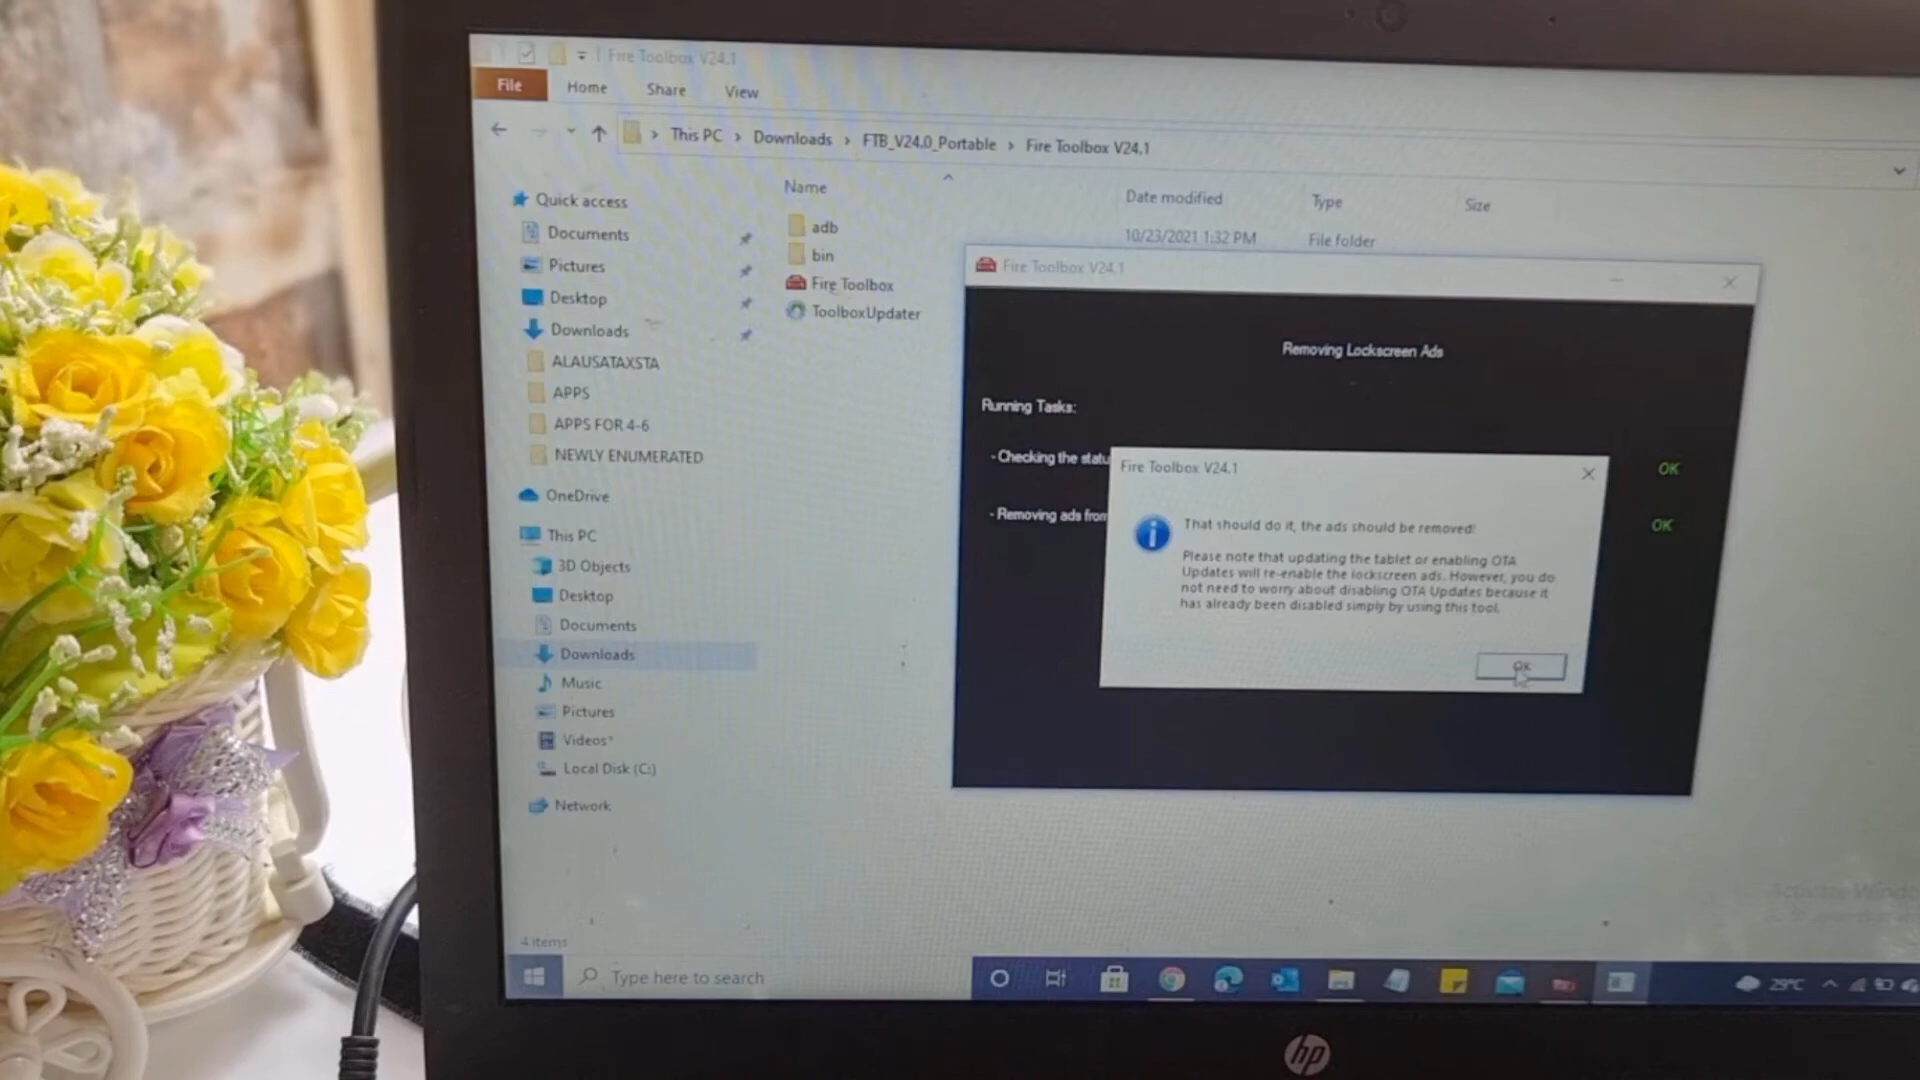 Fire Toolbox V24.1
File Home Share View
This PC > Downloads > FTB_V24.0_Portable > Fire Toolbox V24.1
Name Date modified Type Size
adb 10/23/2021 1:32 PM File folder
bin
Fire Toolbox
ToolboxUpdater
Quick access
Documents
Pictures
Desktop
Downloads
ALAUSATAXSTA
APPS
APPS FOR 4-6
NEWLY ENUMERATED
OneDrive
This PC
3D Objects
Desktop
Documents
Downloads
Music
Pictures
Videos
Local Disk (C:)
Network
4 items
Fire Toolbox V24.1
Removing Lockscreen Ads
Running Tasks:
- Checking the statu OK
- Removing ads from OK
Fire Toolbox V24.1
That should do it, the ads should be removed!
Please note that updating the tablet or enabling OTA
Updates will re-enable the lockscreen ads. However, you do
not need to worry about disabling OTA Updates because it
has already been disabled simply by using this tool.
OK
Type here to search
29°C
hp